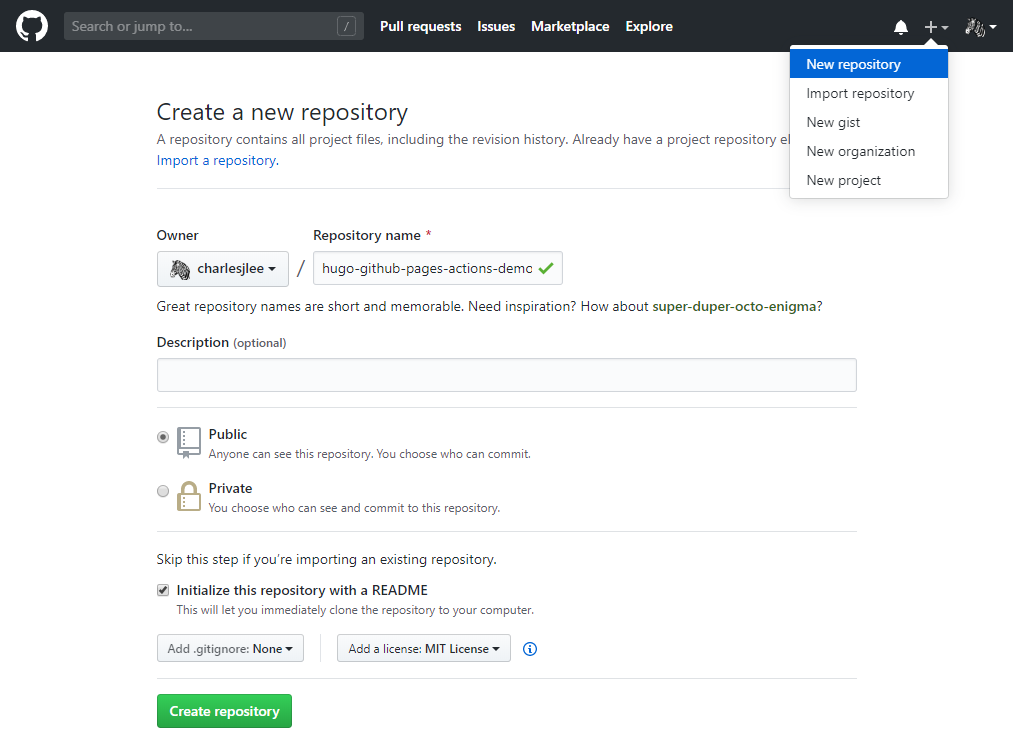 Search or jump to... / Pull requests Issues Marketplace Explore
New repository
Import repository
New gist
New organization
New project
Create a new repository
A repository contains all project files, including the revision history. Already have a project repository
Import a repository.
Owner Repository name *
charlesjlee / hugo-github-pages-actions-demo
Great repository names are short and memorable. Need inspiration? How about super-duper-octo-enigma?
Description (optional)
Public
Anyone can see this repository. You choose who can commit.
Private
You choose who can see and commit to this repository.
Skip this step if you’re importing an existing repository.
Initialize this repository with a README
This will let you immediately clone the repository to your computer.
Add .gitignore: None Add a license: MIT License
Create repository